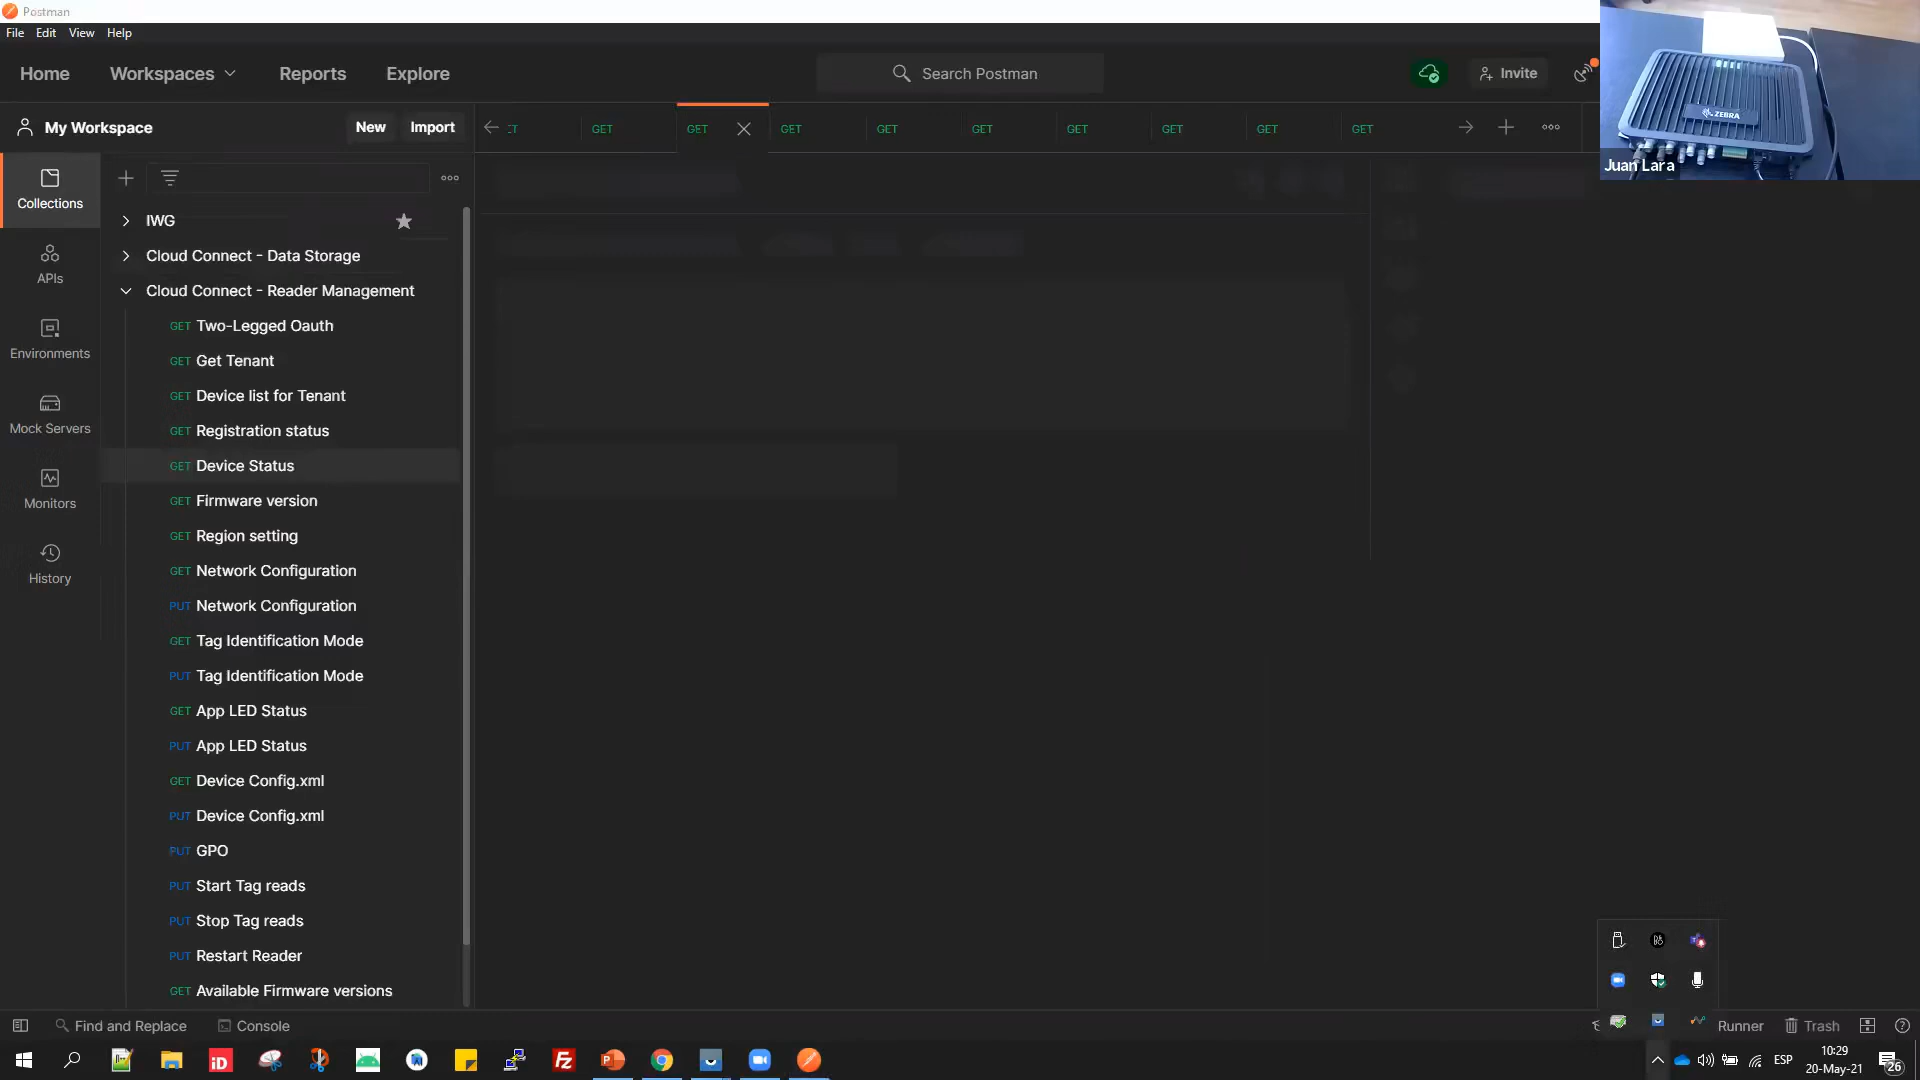 Postman
File Edit View Help
Home Workspaces Reports Explore
Search Postman
Invite
ZEBRA
Juan Lara
My Workspace
New Import
GET GET GET GET GET GET GET GET GET
Collections
APIs
Environments
Mock Servers
Monitors
History
IWG
Cloud Connect - Data Storage
Cloud Connect - Reader Management
GET Two-Legged Oauth
GET Get Tenant
GET Device list for Tenant
GET Registration status
GET Device Status
GET Firmware version
GET Region setting
GET Network Configuration
PUT Network Configuration
GET Tag Identification Mode
PUT Tag Identification Mode
GET App LED Status
PUT App LED Status
GET Device Config.xml
PUT Device Config.xml
PUT GPO
PUT Start Tag reads
PUT Stop Tag reads
PUT Restart Reader
GET Available Firmware versions
Find and Replace Console
Runner Trash
ESP
10:29
20-May-21
26